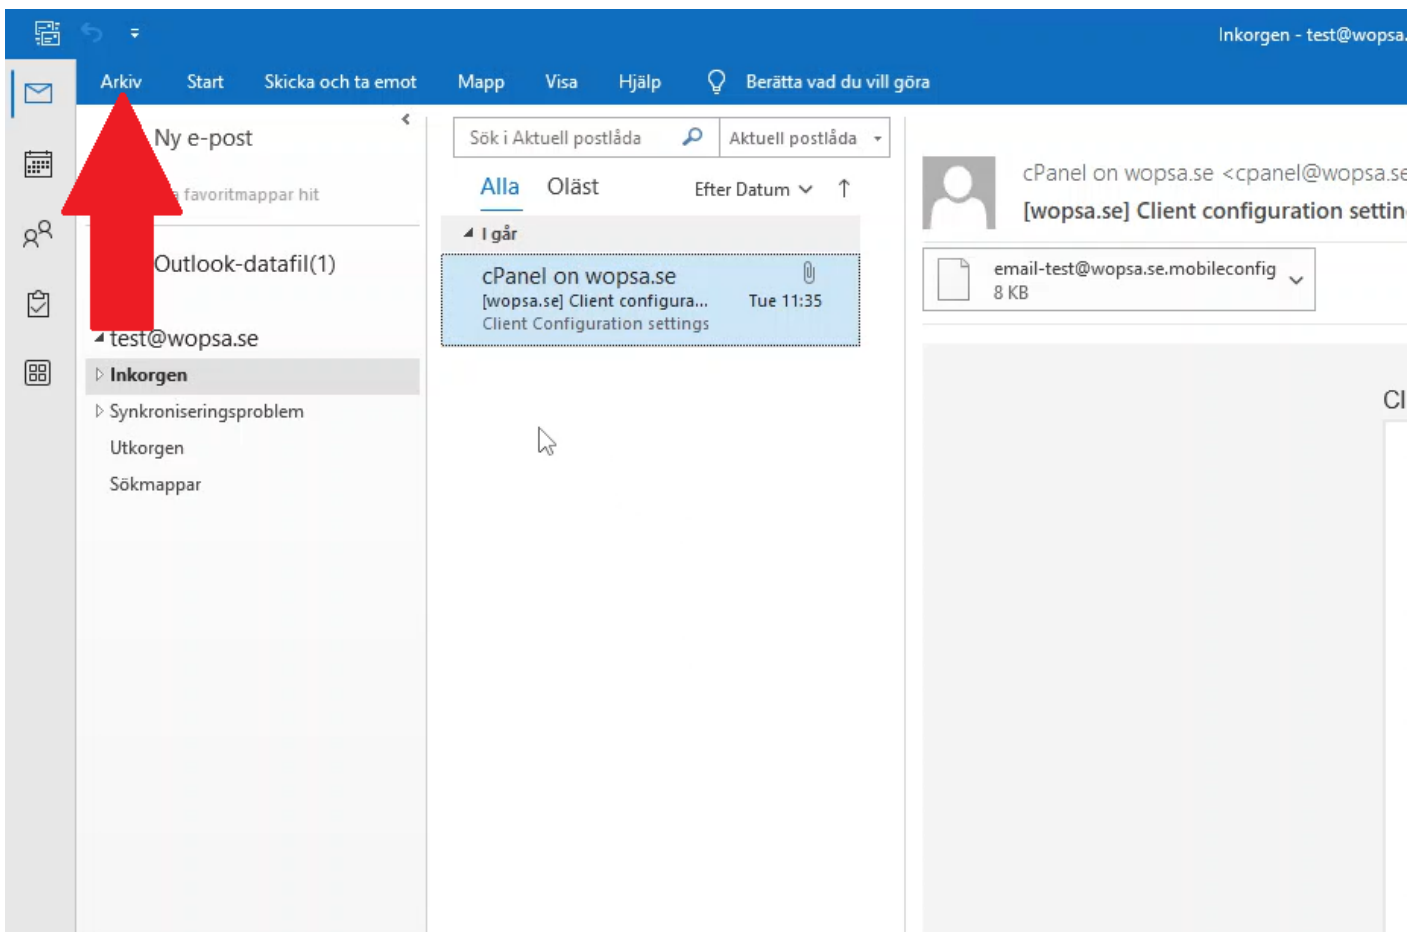 Inkorgen - test@wopsa.
Arkiv Start Skicka och ta emot Mapp Visa Hjälp Berätta vad du vill göra
Ny e-post
favoritmappar hit
Outlook-datafil(1)
test@wopsa.se
Inkorgen
Synkroniseringsproblem
Utkorgen
Sökmappar
Sök i Aktuell postlåda
Aktuell postlåda
Alla Oläst Efter Datum
I går
cPanel on wopsa.se
[wopsa.se] Client configura... Tue 11:35
Client Configuration settings
cPanel on wopsa.se <cpanel@wopsa.se
[wopsa.se] Client configuration settin
email-test@wopsa.se.mobileconfig
8 KB
Cl